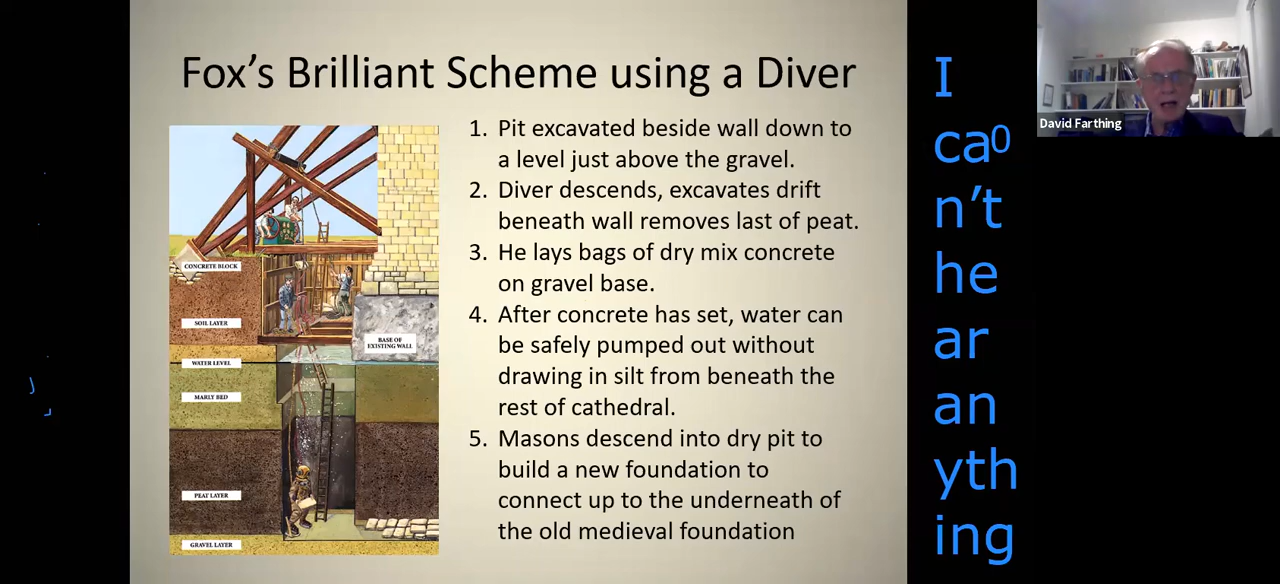 Fox's Brilliant Scheme using a Diver
CONCRETE BLOCK
SOIL LAYER
WATER LEVEL
MARLY BED
PEAT LAYER
GRAVEL LAYER
BASE OF
EXISTING WALL
1. Pit excavated beside wall down to
a level just above the gravel.
2. Diver descends, excavates drift
beneath wall removes last of peat.
3. He lays bags of dry mix concrete
on gravel base.
4. After concrete has set, water can
be safely pumped out without
drawing in silt from beneath the
rest of cathedral.
5. Masons descend into dry pit to
build a new foundation to
connect up to the underneath of
the old medieval foundation
I
ca0
n't
he
ar
an
yth
ing
David Farthing